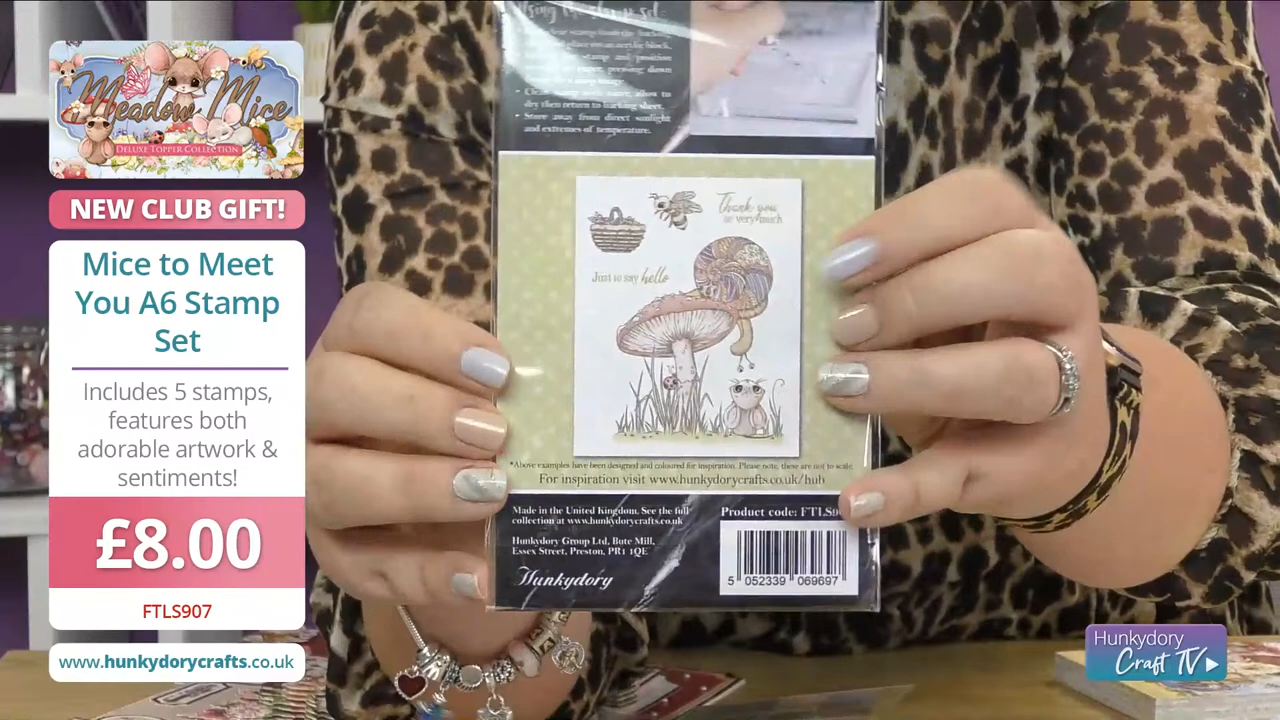 Meadow Mice
DELUXE TOPPER COLLECTION
NEW CLUB GIFT!
Mice to Meet
You A6 Stamp
Set
Includes 5 stamps,
features both
adorable artwork &
sentiments!
£8.00
FTLS907
www.hunkydorycrafts.co.uk
dry then return to backing sheet.
• Store away from direct sunlight
and extremes of temperature.
Thank you
so very much
Just to say hello
*Above examples have been designed and coloured for inspiration. Please note, these are not to scale.
For inspiration visit www.hunkydorycrafts.co.uk/hub
Made in the United Kingdom. See the full
collection at www.hunkydorycrafts.co.uk
Hunkydory Group Ltd, Bute Mill,
Essex Street, Preston, PR1 1QE
Hunkydory
Product code: FTLS9
5 052339 069697
Hunkydory
Craft TV